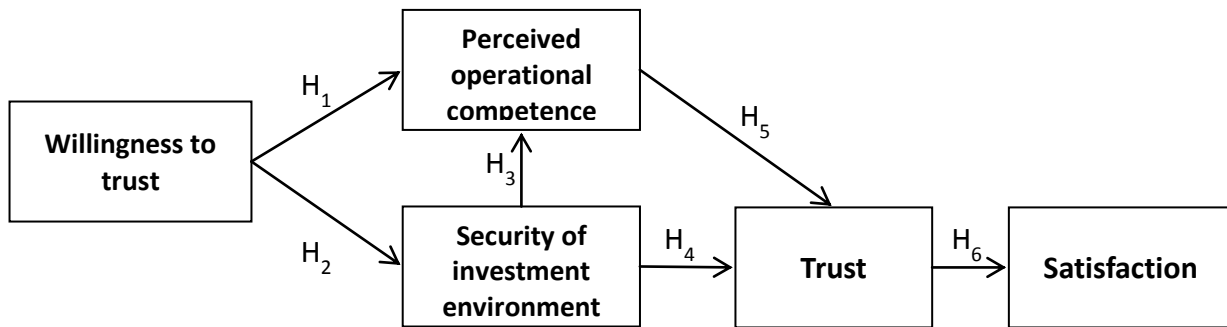 Perceived
operational
competence
H1
H5
Willingness to
trust
H3
H2
Security of
investment
environment
H4
Trust
H6
Satisfaction